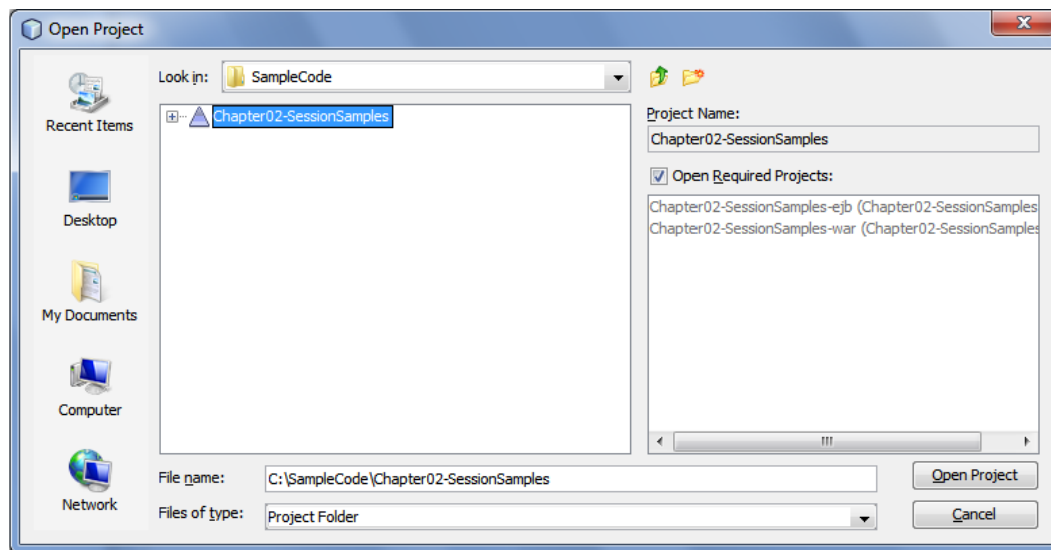 Open Project
Look in:
SampleCode
Recent Items
Desktop
My Documents
Computer
Network
Chapter02-SessionSamples
Project Name:
Chapter02-SessionSamples
Open Required Projects:
Chapter02-SessionSamples-ejb (Chapter02-SessionSamples
Chapter02-SessionSamples-war (Chapter02-SessionSamples
File name:
C:\SampleCode\Chapter02-SessionSamples
Open Project
Files of type:
Project Folder
Cancel